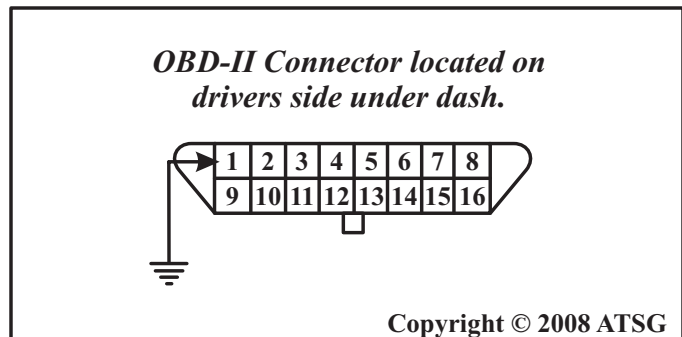 OBD-II Connector located on
drivers side under dash.
1 2 3 4 5 6 7 8
9 10 11 12 13 14 15 16
Copyright © 2008 ATSG